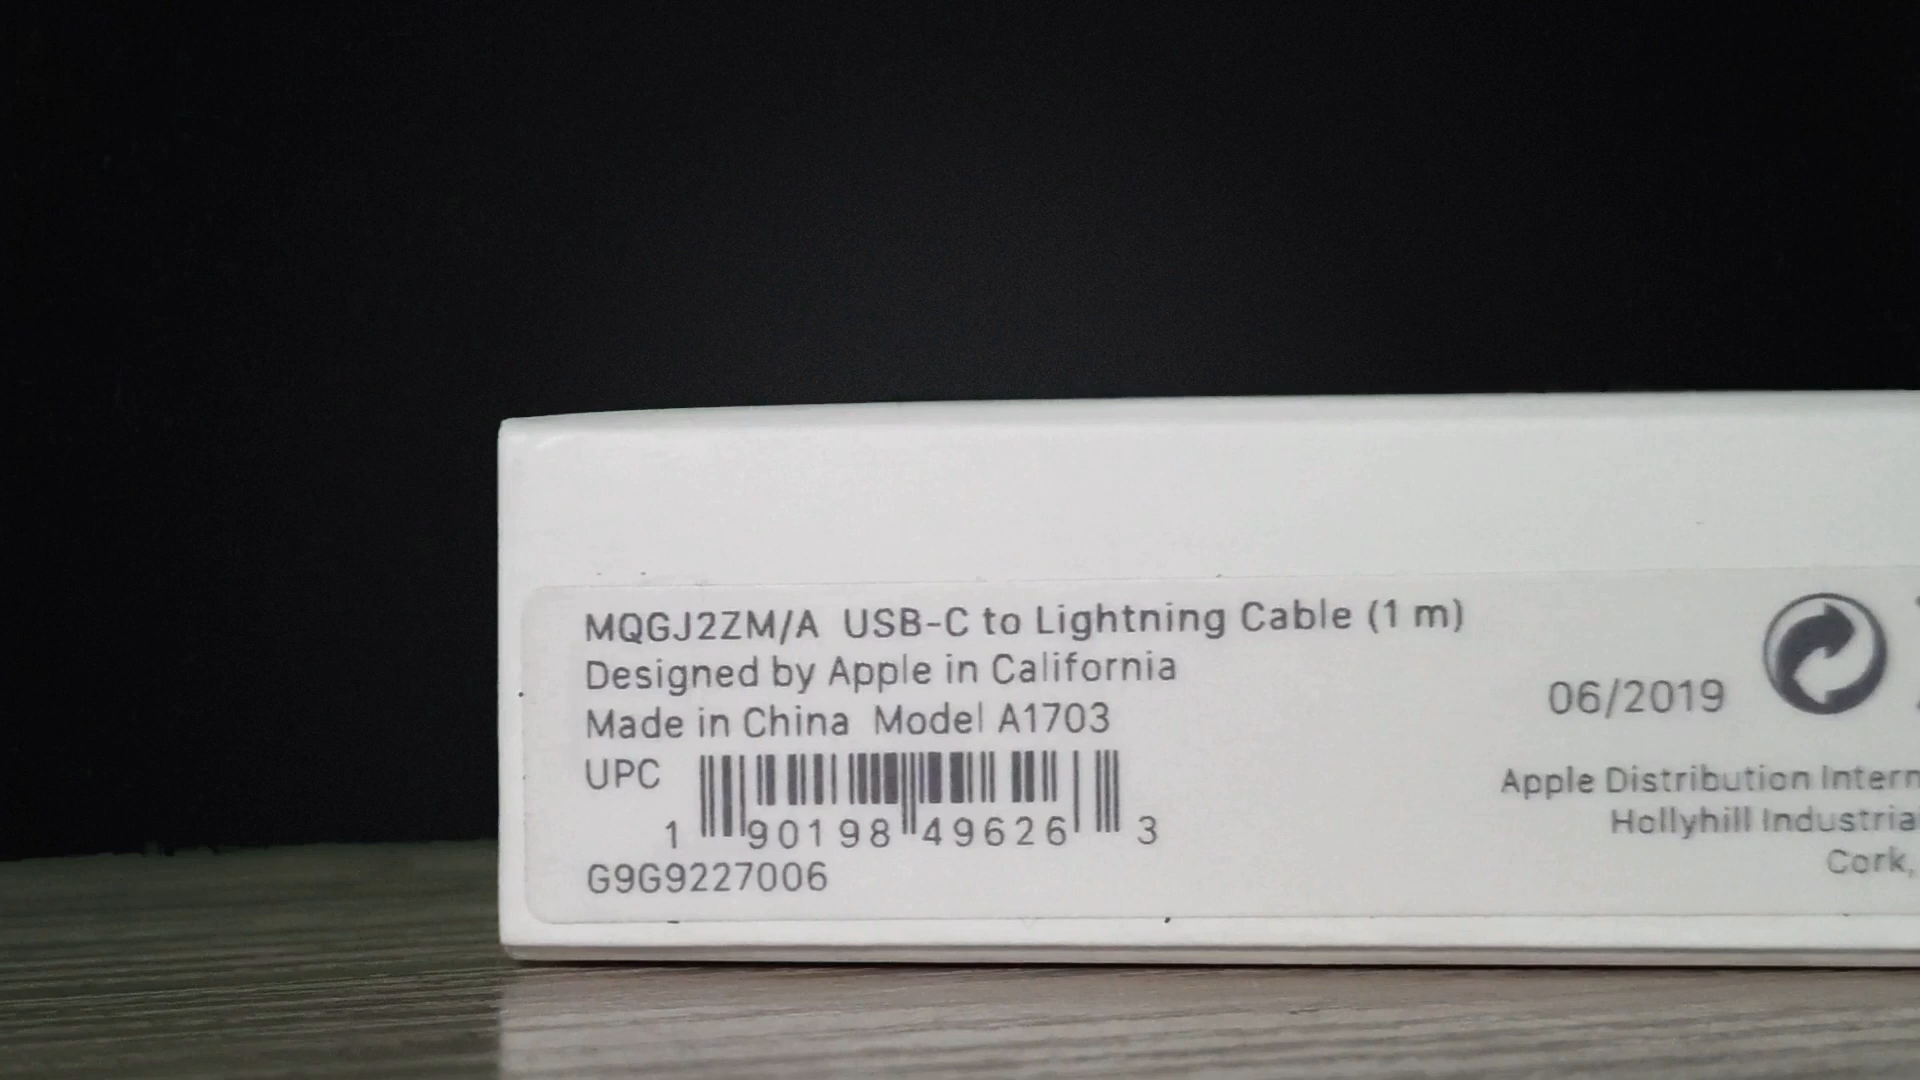 MQGJ2ZM/A USB-C to Lightning Cable (1 m)
Designed by Apple in California
Made in China Model A1703
UPC
1 90198 49626 3
G9G9227006
06/2019
Apple Distribution Intern
Hollyhill Industria
Cork,